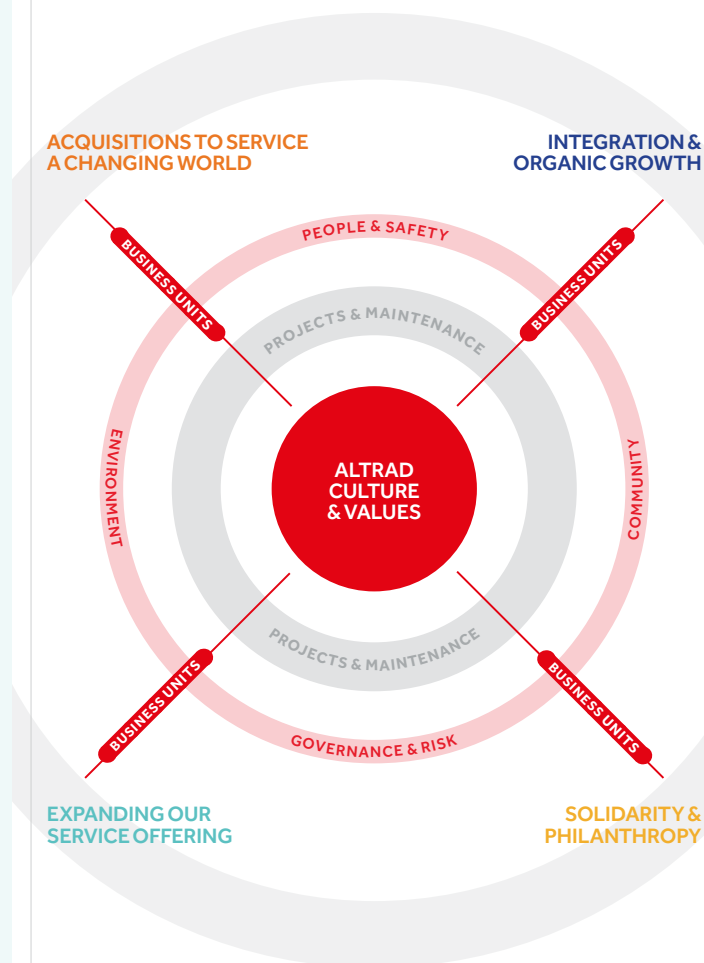 ACQUISITIONS TO SERVICE
A CHANGING WORLD
INTEGRATION &
ORGANIC GROWTH
PEOPLE & SAFETY
BUSINESS UNITS
BUSINESS UNITS
PROJECTS & MAINTENANCE
ENVIRONMENT
ALTRAD
CULTURE
& VALUES
COMMUNITY
PROJECTS & MAINTENANCE
BUSINESS UNITS
BUSINESS UNITS
GOVERNANCE & RISK
EXPANDING OUR
SERVICE OFFERING
SOLIDARITY &
PHILANTHROPY